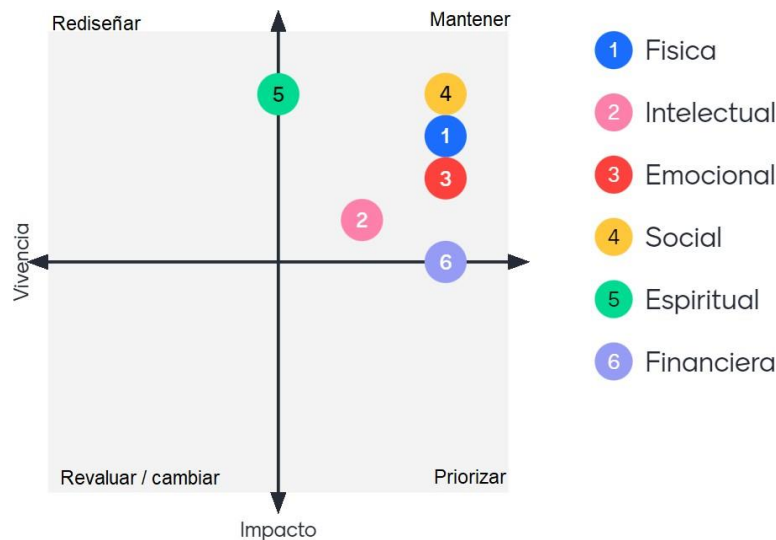 Rediseñar
Mantener
5
4
1
3
2
6
Vivencia
Revaluar / cambiar
Priorizar
Impacto
1 Fisica
2 Intelectual
3 Emocional
4 Social
5 Espiritual
6 Financiera